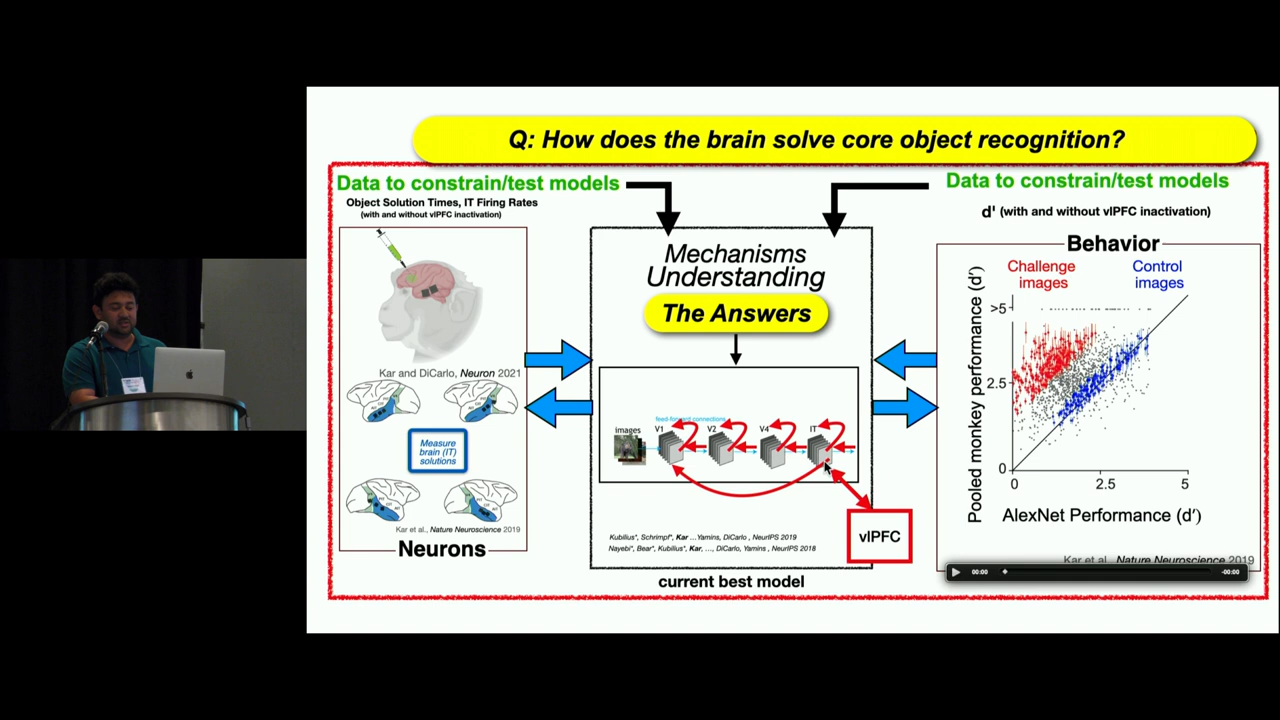 Q: How does the brain solve core object recognition?
Data to constrain/test models
Object Solution Times, IT Firing Rates
(with and without vlPFC inactivation)
Kar and DiCarlo, Neuron 2021
Measure
brain (IT)
solutions
Kar et al., Nature Neuroscience 2019
Neurons
Mechanisms
Understanding
The Answers
feed-forward connections
images
V1
V2
V4
IT
vlPFC
Kubilius*, Schrimpf*, Kar ...Yamins, DiCarlo , NeurIPS 2019
Nayebi*, Bear*, Kubilius*, Kar, ..., DiCarlo, Yamins , NeurIPS 2018
current best model
Data to constrain/test models
d' (with and without vlPFC inactivation)
Behavior
Challenge
images
Control
images
Pooled monkey performance (d′)
>5
2.5
0
0
2.5
5
AlexNet Performance (d′)
Kar et al., Nature Neuroscience 2019
00:00
-00:00